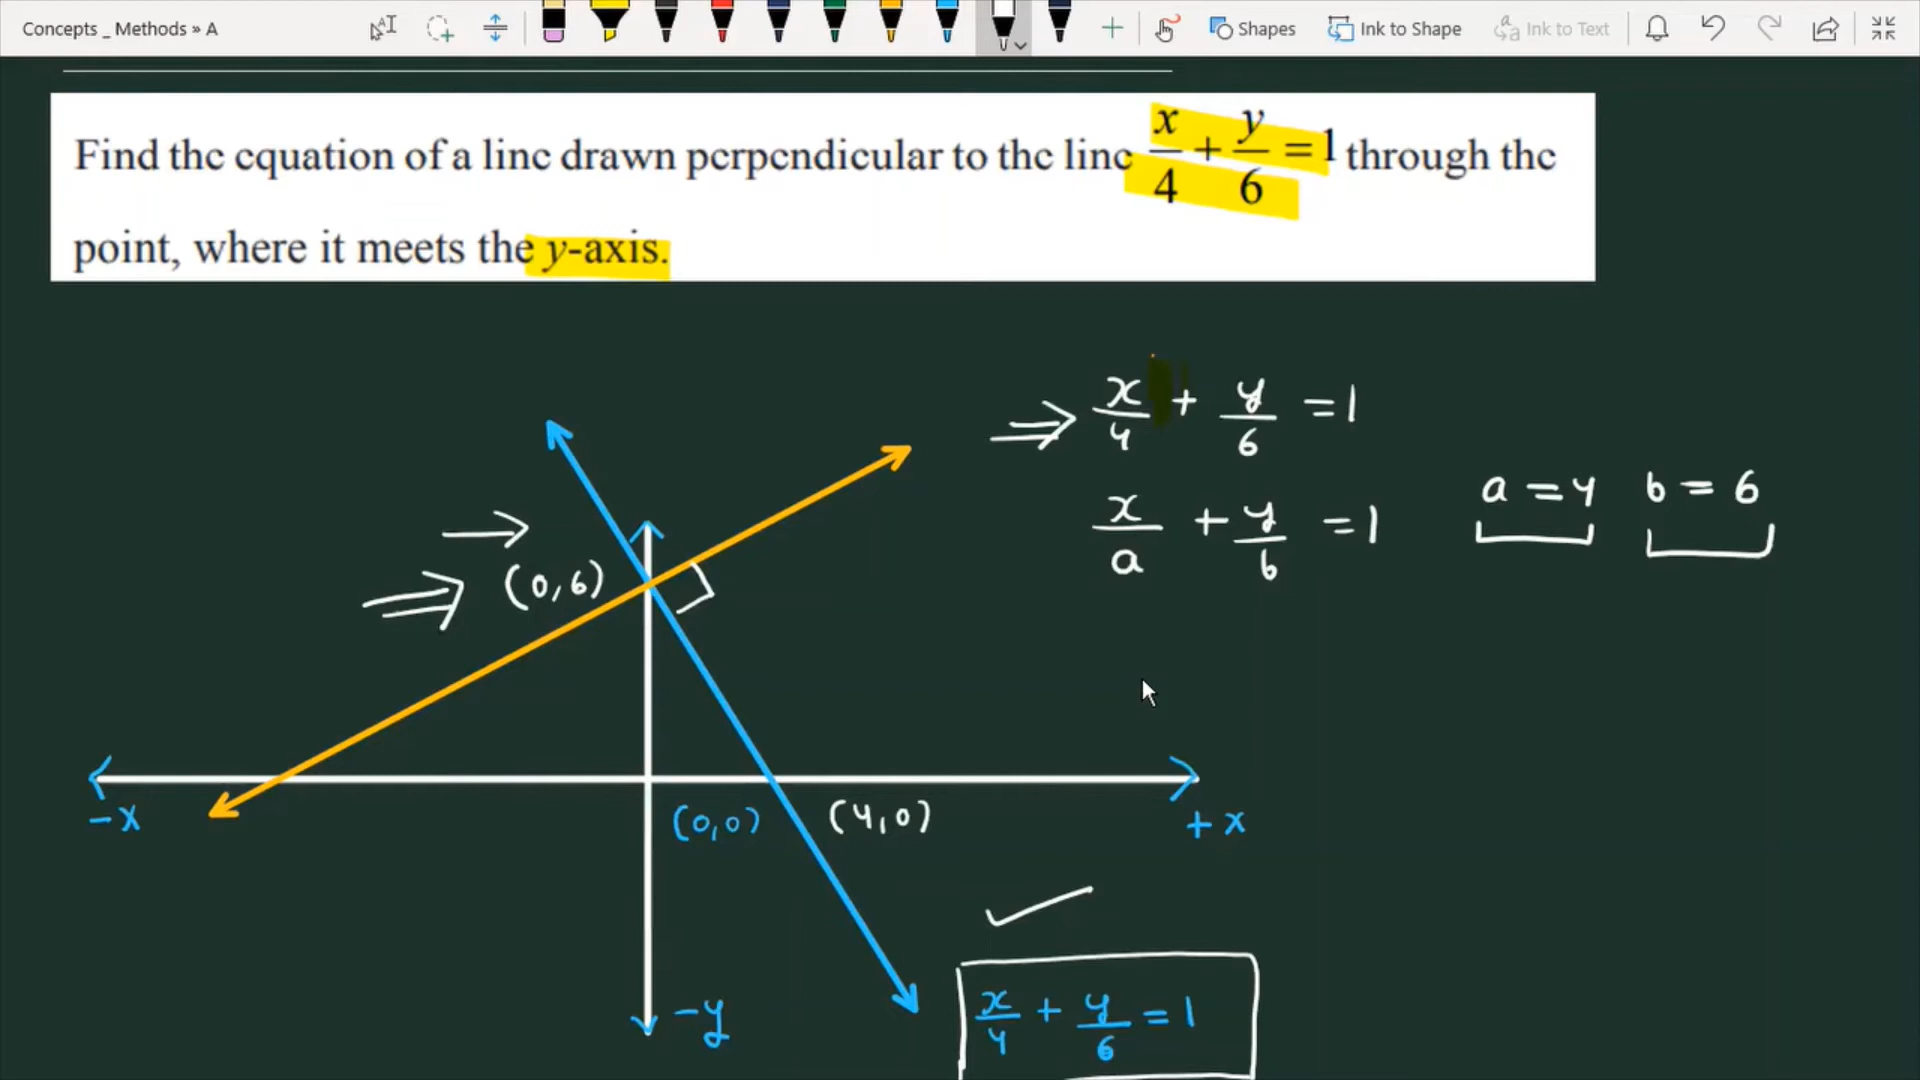 Concepts _ Methods » A
Shapes
Ink to Shape
Ink to Text
Find the equation of a line drawn perpendicular to the line x/4 + y/6 = 1 through the
point, where it meets the y-axis.
⇒ x/4 + y/6 = 1
a = 4 b = 6
x/a + y/b = 1
→
⇒ (0,6)
-x
(0,0)
(4,0)
+x
-y
x/4 + y/6 = 1